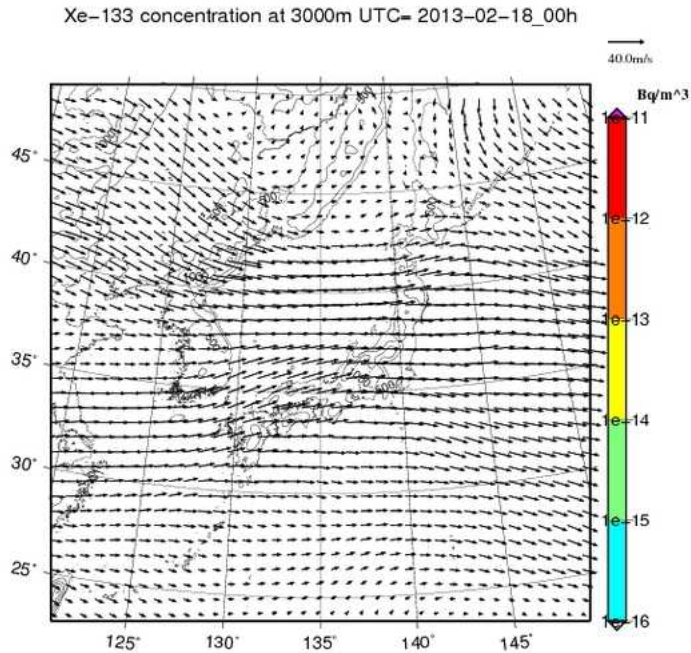 Xe-133 concentration at 3000m UTC= 2013-02-18_00h
40.0m/s
Bq/m^3
1e-11
45°
1e-12
40°
1e-13
35°
1e-14
30°
1e-15
25°
1e-16
125° 130° 135° 140° 145°